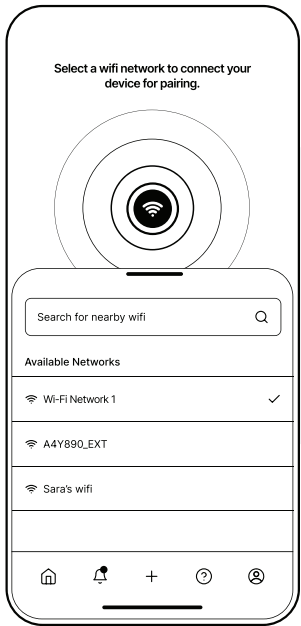 Select a wifi network to connect your
device for pairing.
Search for nearby wifi
Available Networks
Wi-Fi Network 1
A4Y890_EXT
Sara's wifi